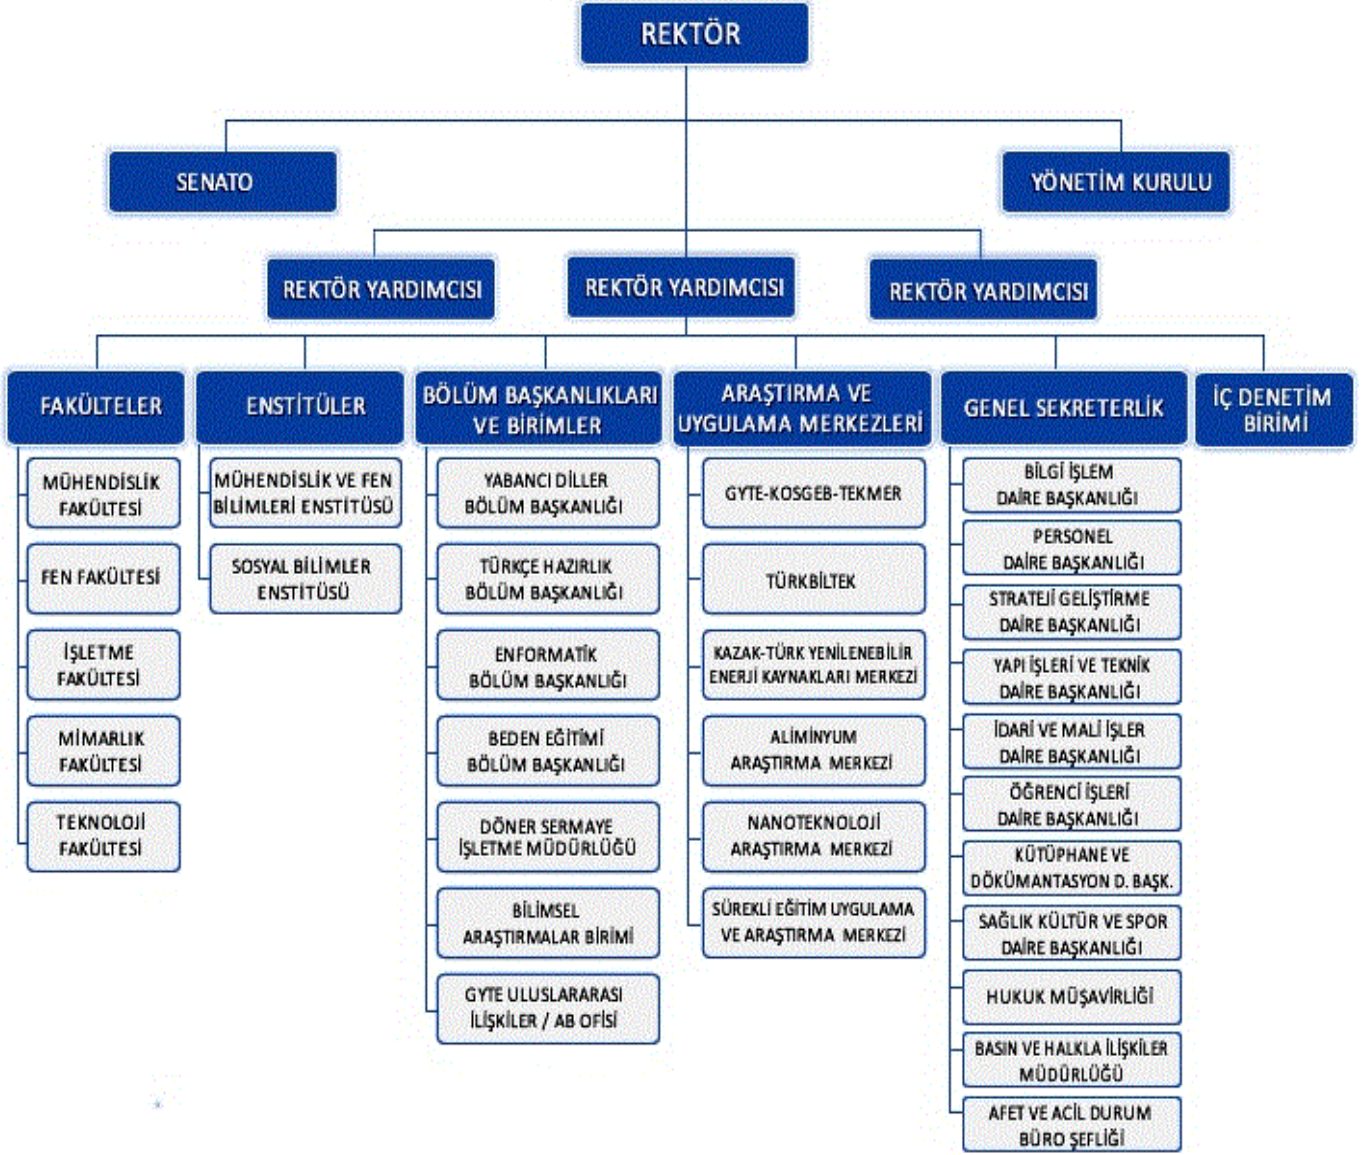 REKTÖR
SENATO
YÖNETİM KURULU
REKTÖR YARDIMCISI
REKTÖR YARDIMCISI
REKTÖR YARDIMCISI
FAKÜLTELER
MÜHENDİSLİK
FAKÜLTESİ
FEN FAKÜLTESİ
İŞLETME
FAKÜLTESİ
MİMARLIK
FAKÜLTESİ
TEKNOLOJİ
FAKÜLTESİ
ENSTİTÜLER
MÜHENDİSLİK VE FEN
BİLİMLERİ ENSTİTÜSÜ
SOSYAL BİLİMLER
ENSTİTÜSÜ
BÖLÜM BAŞKANLIKLARI
VE BİRİMLER
YABANCI DİLLER
BÖLÜM BAŞKANLIĞI
TÜRKÇE HAZIRLIK
BÖLÜM BAŞKANLIĞI
ENFORMATİK
BÖLÜM BAŞKANLIĞI
BEDEN EĞİTİMİ
BÖLÜM BAŞKANLIĞI
DÖNER SERMAYE
İŞLETME MÜDÜRLÜĞÜ
BİLİMSEL
ARAŞTIRMALAR BİRİMİ
GYTE ULUSLARARASI
İLİŞKİLER / AB OFİSİ
ARAŞTIRMA VE
UYGULAMA MERKEZLERİ
GYTE-KOSGEB-TEKMER
TÜRKBİLTEK
KAZAK-TÜRK YENİLENEBİLİR
ENERJİ KAYNAKLARI MERKEZİ
ALİMİNYUM
ARAŞTIRMA MERKEZİ
NANOTEKNOLOJİ
ARAŞTIRMA MERKEZİ
SÜREKLİ EĞİTİM UYGULAMA
VE ARAŞTIRMA MERKEZİ
GENEL SEKRETERLİK
BİLGİ İŞLEM
DAİRE BAŞKANLIĞI
PERSONEL
DAİRE BAŞKANLIĞI
STRATEJİ GELİŞTİRME
DAİRE BAŞKANLIĞI
YAPI İŞLERİ VE TEKNİK
DAİRE BAŞKANLIĞI
İDARİ VE MALİ İŞLER
DAİRE BAŞKANLIĞI
ÖĞRENCİ İŞLERİ
DAİRE BAŞKANLIĞI
KÜTÜPHANE VE
DÖKÜMANTASYON D. BAŞK.
SAĞLIK KÜLTÜR VE SPOR
DAİRE BAŞKANLIĞI
HUKUK MÜŞAVİRLİĞİ
BASIN VE HALKLA İLİŞKİLER
MÜDÜRLÜĞÜ
AFET VE ACİL DURUM
BÜRO ŞEFLİĞİ
İÇ DENETİM
BİRİMİ